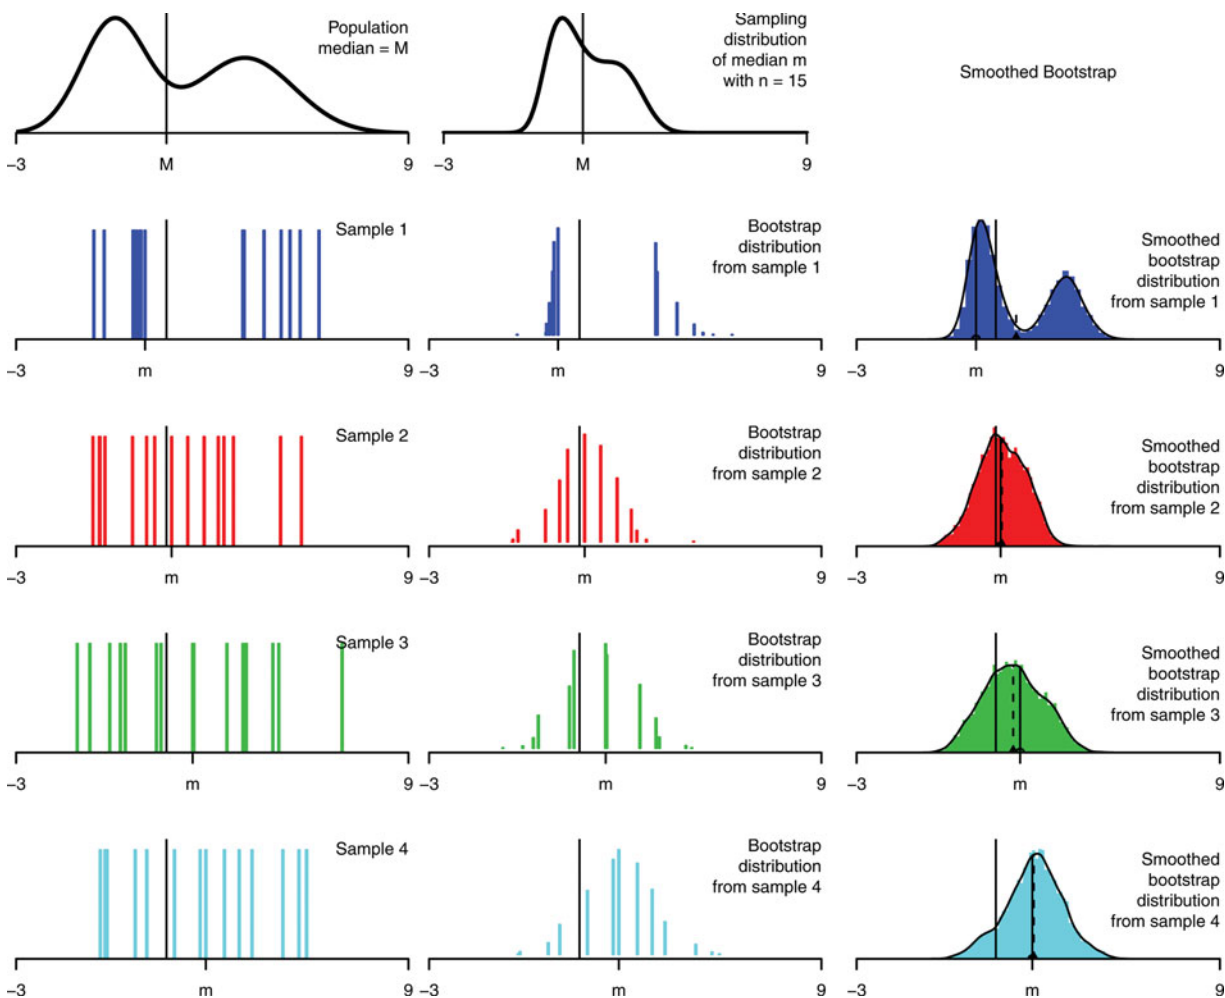 Population
median = M
−3
M
9
Sampling
distribution
of median m
with n = 15
−3
M
9
Smoothed Bootstrap
Sample 1
−3
m
9
Bootstrap
distribution
from sample 1
−3
m
9
Smoothed
bootstrap
distribution
from sample 1
−3
m
9
Sample 2
−3
m
9
Bootstrap
distribution
from sample 2
−3
m
9
Smoothed
bootstrap
distribution
from sample 2
−3
m
9
Sample 3
−3
m
9
Bootstrap
distribution
from sample 3
−3
m
9
Smoothed
bootstrap
distribution
from sample 3
−3
m
9
Sample 4
−3
m
9
Bootstrap
distribution
from sample 4
−3
m
9
Smoothed
bootstrap
distribution
from sample 4
−3
m
9